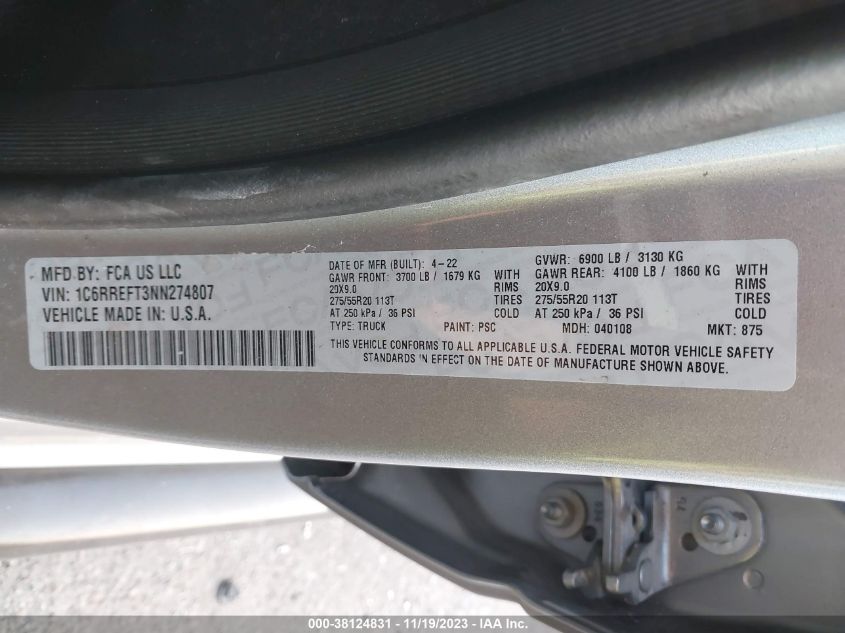 MFD BY: FCA US LLC
VIN: 1C6RREFT3NN274807
VEHICLE MADE IN: U.S.A.
DATE OF MFR (BUILT): 4-22
GVWR: 6900 LB / 3130 KG
GAWR FRONT: 3700 LB / 1679 KG WITH
GAWR REAR: 4100 LB / 1860 KG WITH
20X9.0 RIMS
20X9.0 RIMS
275/55R20 113T TIRES
275/55R20 113T TIRES
AT 250 kPa / 36 PSI COLD
AT 250 kPa / 36 PSI COLD
TYPE: TRUCK PAINT: PSC MDH: 040108 MKT: 875
THIS VEHICLE CONFORMS TO ALL APPLICABLE U.S.A. FEDERAL MOTOR VEHICLE SAFETY
STANDARDS IN EFFECT ON THE DATE OF MANUFACTURE SHOWN ABOVE.
000-38124831 - 11/19/2023 - IAAI.COM